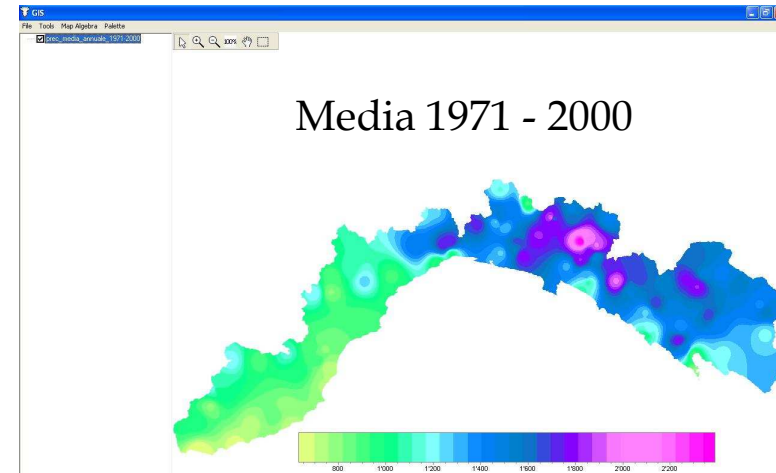 GIS
File Tools Map Algebra Palette
prec_media_annuale_1971-2000
100%
Media 1971 - 2000
800 1'000 1'200 1'400 1'600 1'800 2'000 2'200